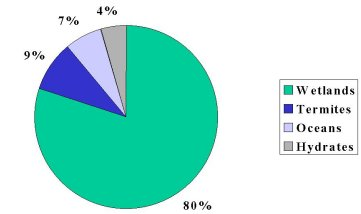 4%
7%
9%
Wetlands
Termites
Oceans
Hydrates
80%